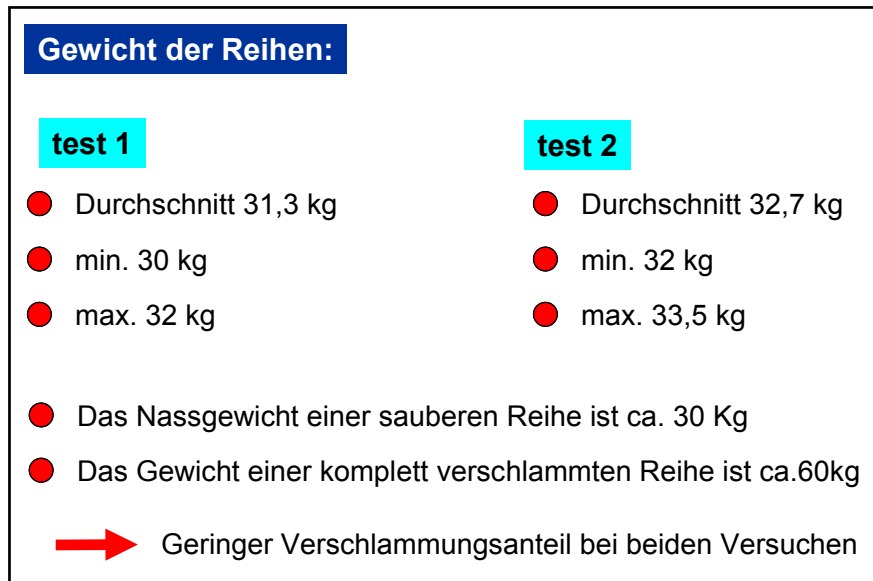 Gewicht der Reihen:
test 1
Durchschnitt 31,3 kg
min. 30 kg
max. 32 kg
test 2
Durchschnitt 32,7 kg
min. 32 kg
max. 33,5 kg
Das Nassgewicht einer sauberen Reihe ist ca. 30 Kg
Das Gewicht einer komplett verschlammten Reihe ist ca.60kg
Geringer Verschlammungsanteil bei beiden Versuchen